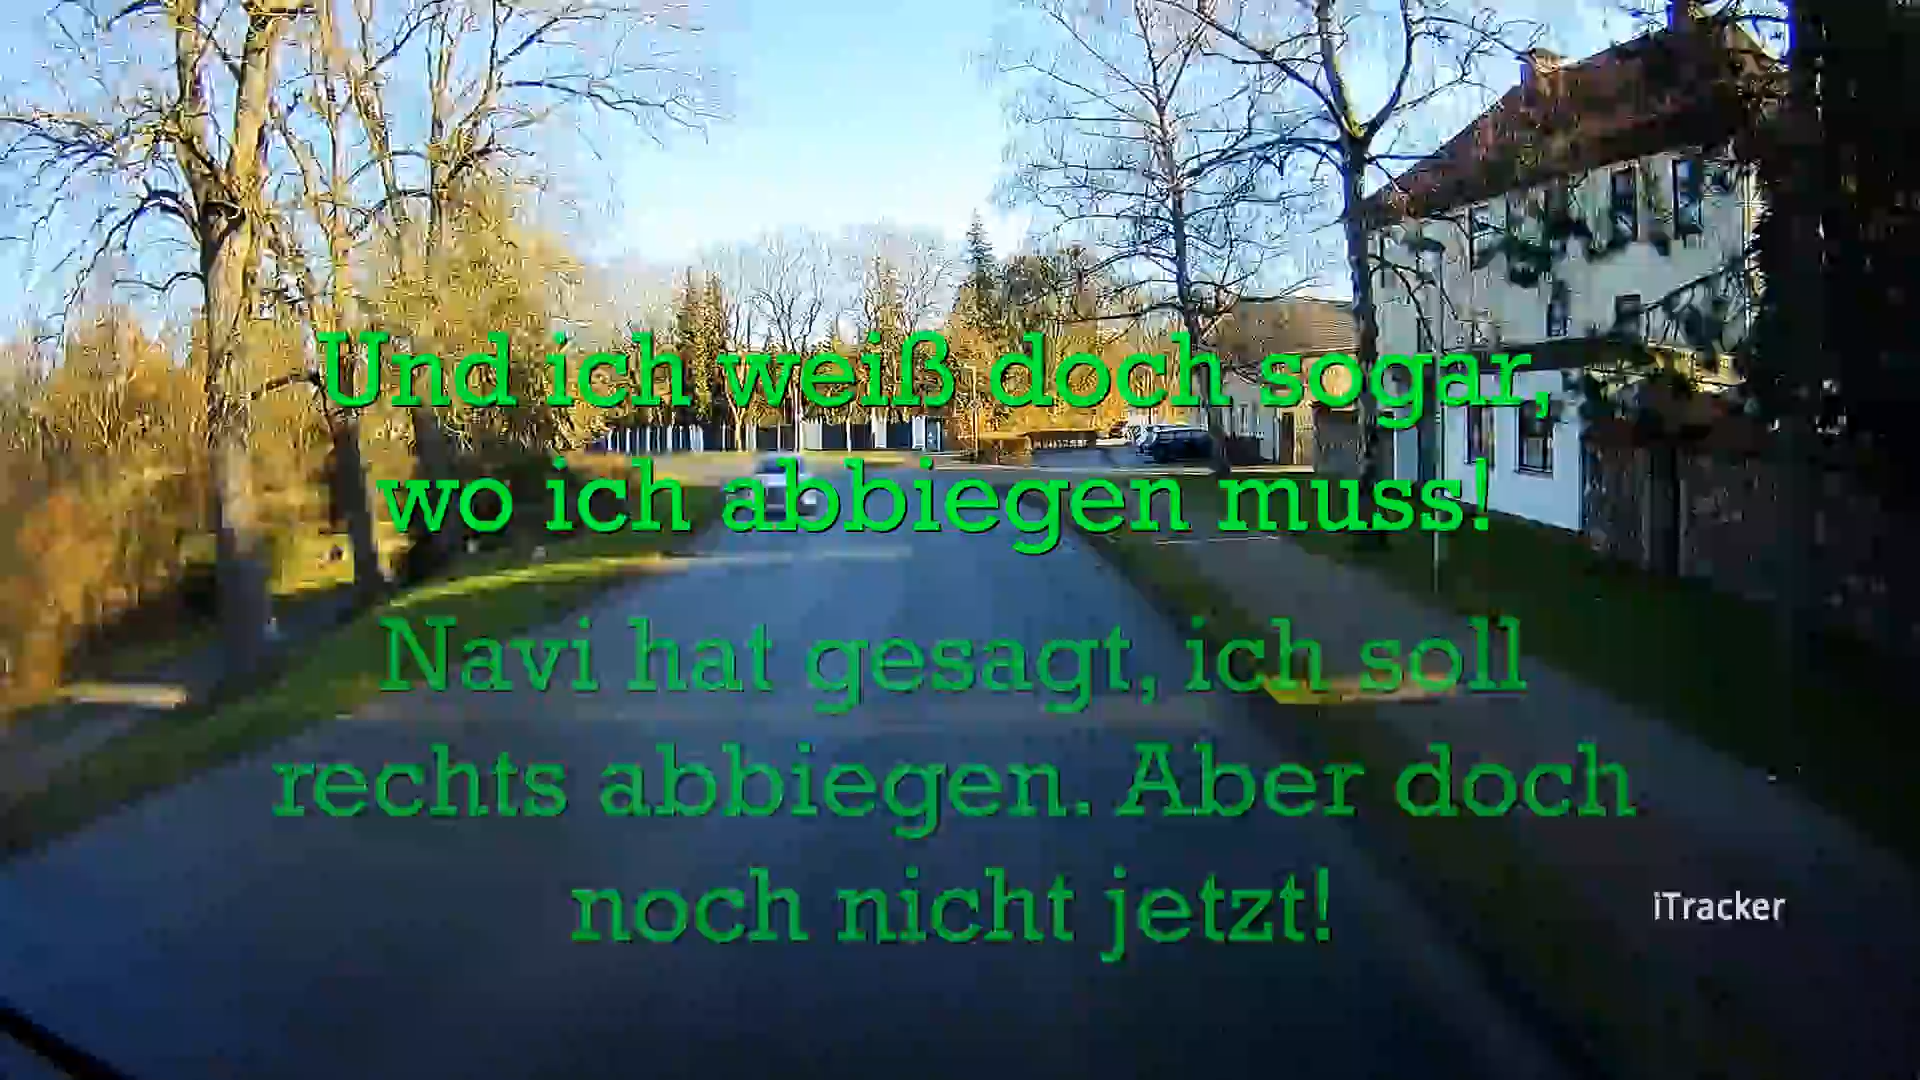 Und ich weiß doch sogar,
wo ich abbiegen muss!
Navi hat gesagt, ich soll
rechts abbiegen. Aber doch
noch nicht jetzt!
iTracker